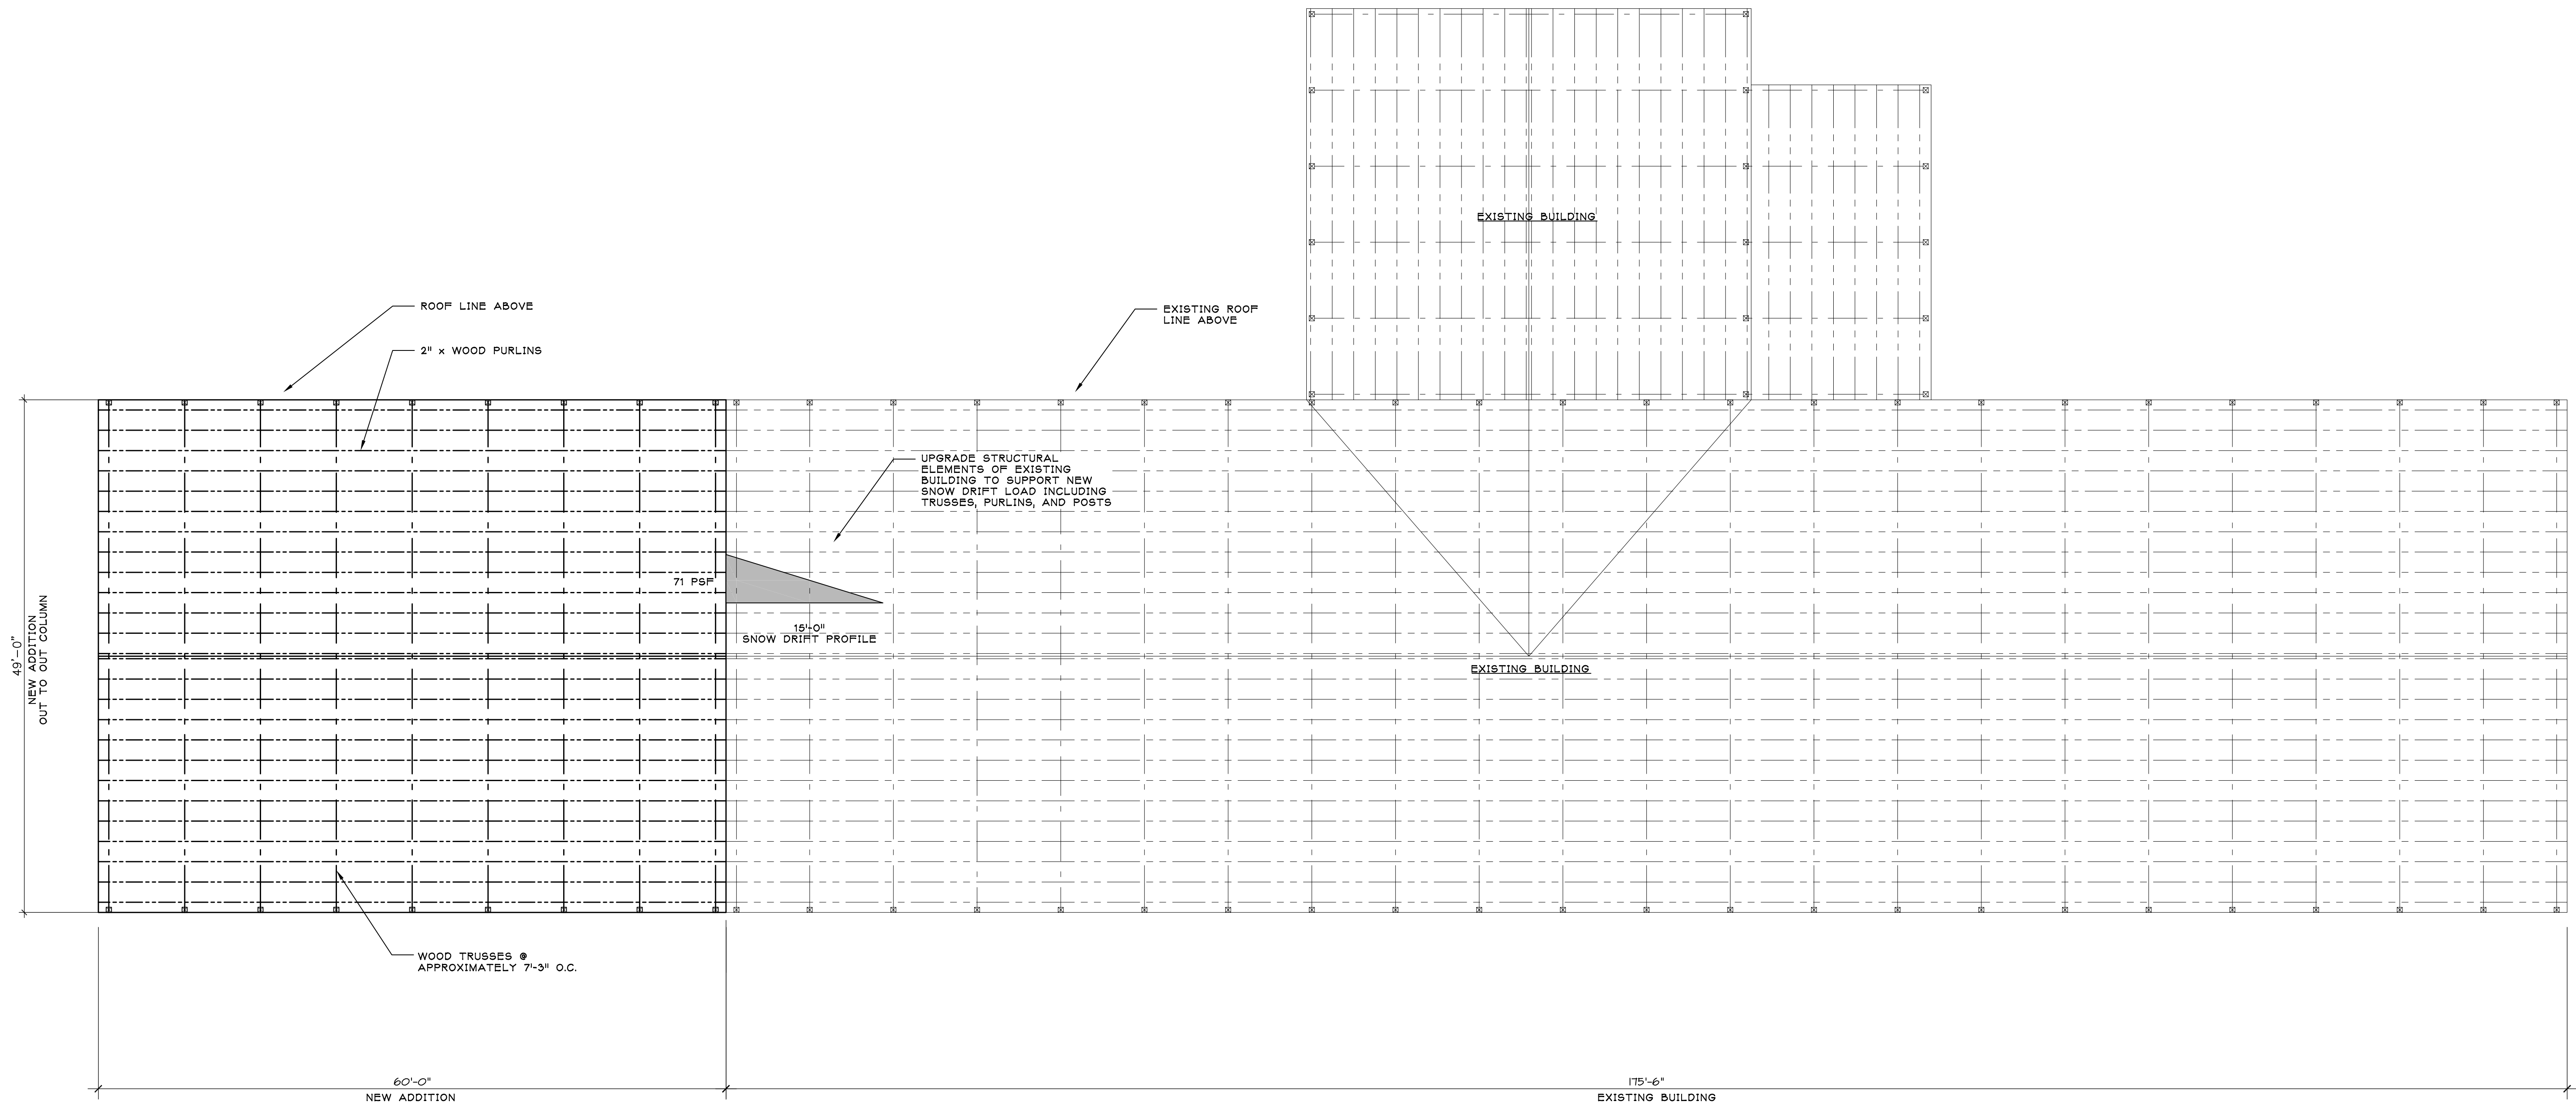 EXISTING BUILDING
ROOF LINE ABOVE
2" x WOOD PURLINS
EXISTING ROOF
LINE ABOVE
UPGRADE STRUCTURAL
ELEMENTS OF EXISTING
BUILDING TO SUPPORT NEW
SNOW DRIFT LOAD INCLUDING
TRUSSES, PURLINS, AND POSTS
71 PSF
15'-0"
SNOW DRIFT PROFILE
49'-0"
NEW ADDITION
OUT TO OUT COLUMN
EXISTING BUILDING
WOOD TRUSSES @
APPROXIMATELY 7'-3" O.C.
60'-0"
NEW ADDITION
175'-6"
EXISTING BUILDING